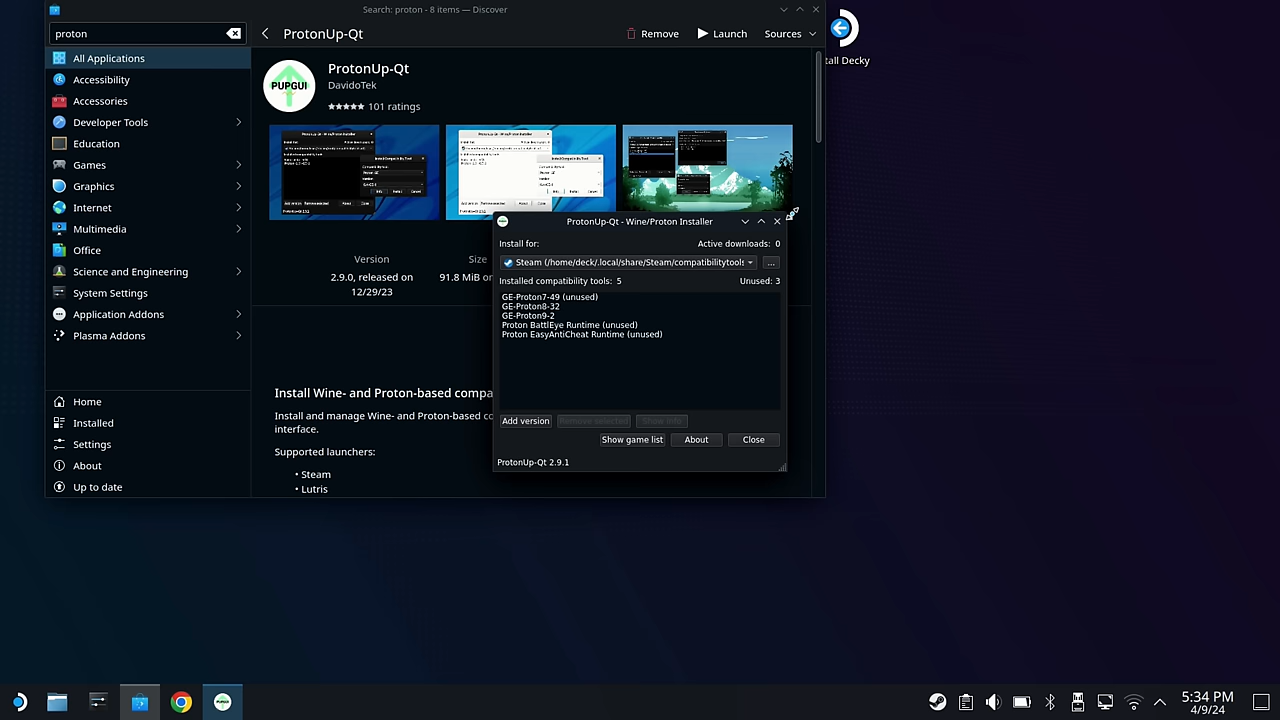 Search: proton - 8 items — Discover
proton
ProtonUp-Qt
Remove
Launch
Sources
All Applications
Accessibility
Accessories
Developer Tools
Education
Games
Graphics
Internet
Multimedia
Office
Science and Engineering
System Settings
Application Addons
Plasma Addons
Home
Installed
Settings
About
Up to date
PUPGUI
ProtonUp-Qt
DavidoTek
101 ratings
Version
2.9.0, released on
12/29/23
Size
91.8 MiB
Install Wine- and Proton-based compa
Install and manage Wine- and Proton-based co
interface.
Supported launchers:
• Steam
• Lutris
ProtonUp-Qt - Wine/Proton Installer
Install for:
Active downloads: 0
Steam (/home/deck/.local/share/Steam/compatibilitytools
...
Installed compatibility tools: 5
Unused: 3
GE-Proton7-49 (unused)
GE-Proton8-32
GE-Proton9-2
Proton BattlEye Runtime (unused)
Proton EasyAntiCheat Runtime (unused)
Add version
Remove selected
Show info
Show game list
About
Close
ProtonUp-Qt 2.9.1
tall Decky
5:34 PM
4/9/24